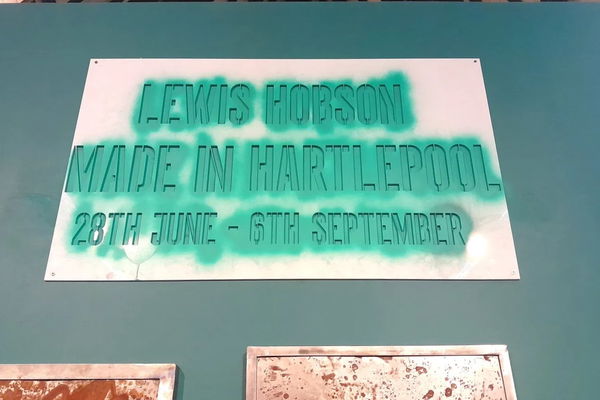 LEWIS HOBSON
MADE IN HARTLEPOOL
28TH JUNE - 6TH SEPTEMBER